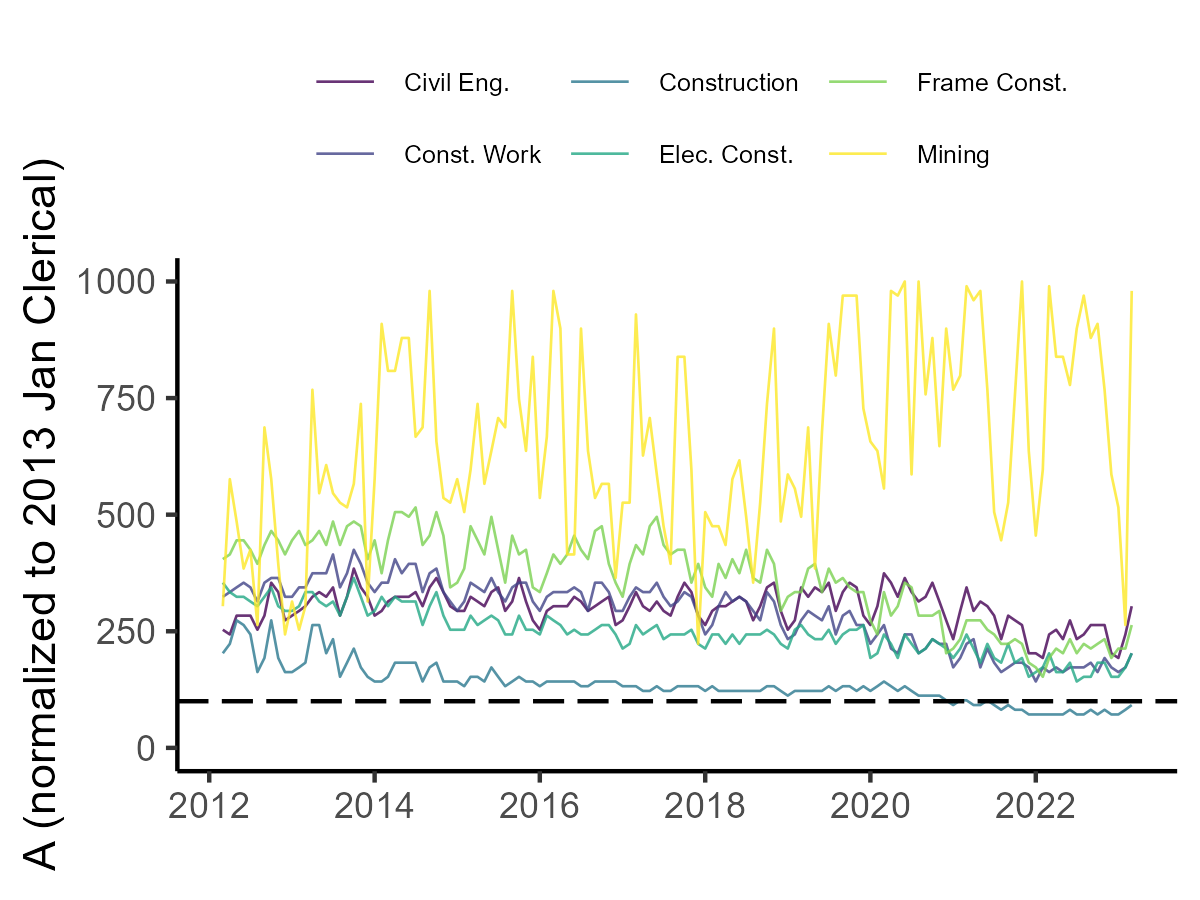 Civil Eng. Construction Frame Const.
Const. Work Elec. Const. Mining
A (normalized to 2013 Jan Clerical)
1000
750
500
250
0
2012 2014 2016 2018 2020 2022